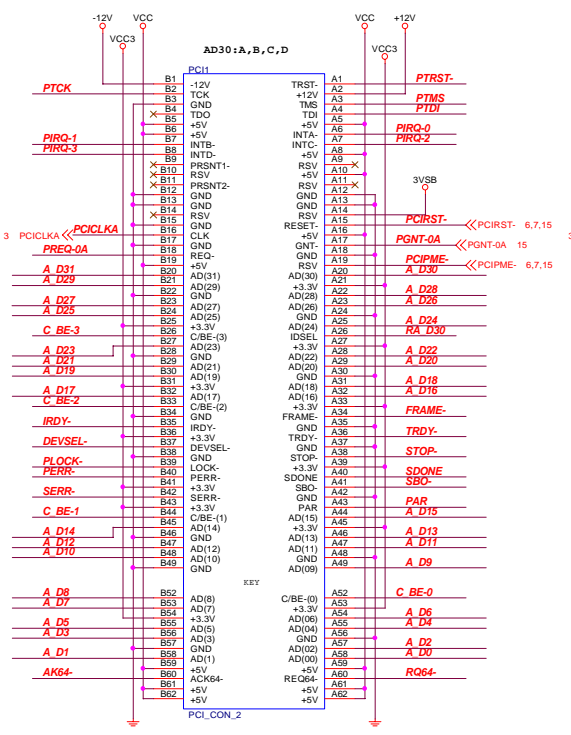 -12V VCC VCC +12V
VCC3 VCC3
AD30:A,B,C,D
PCI1
B1 -12V TRST- A1 PTRST-
PTCK B2 TCK +12V A2
B3 GND TMS A3 PTMS
B4 TDO TDI A4 PTDI
B5 +5V +5V A5
B6 +5V INTA- A6 PIRQ-0
PIRQ-1 B7 INTB- INTC- A7 PIRQ-2
PIRQ-3 B8 INTD- +5V A8
B9 PRSNT1- RSV A9
B10 RSV +5V A10
B11 PRSNT2- RSV A11
B12 GND GND A12 3VSB
B13 GND GND A13
B14 RSV RSV A14
B15 GND RESET- A15 PCIRST- PCIRST- 6,7,15
3 PCICLKA PCICLKA B16 CLK +5V A16 3
B17 GND GNT- A17 PGNT-0A PGNT-0A 15
PREQ-0A B18 REQ- GND A18
B19 +5V RSV A19 PCIPME- PCIPME- 6,7,15
A_D31 B20 AD(31) AD(30) A20 A_D30
A_D29 B21 AD(29) +3.3V A21
B22 GND AD(28) A22 A_D28
A_D27 B23 AD(27) AD(26) A23 A_D26
A_D25 B24 AD(25) GND A24
B25 +3.3V AD(24) A25 A_D24
C_BE-3 B26 C/BE-(3) IDSEL A26 RA_D30
B27 AD(23) +3.3V A27
A_D23 B28 GND AD(22) A28 A_D22
A_D21 B29 AD(21) AD(20) A29 A_D20
A_D19 B30 AD(19) GND A30
B31 +3.3V AD(18) A31 A_D18
A_D17 B32 AD(17) AD(16) A32 A_D16
C_BE-2 B33 C/BE-(2) +3.3V A33
B34 GND FRAME- A34 FRAME-
IRDY- B35 IRDY- GND A35
B36 +3.3V TRDY- A36 TRDY-
DEVSEL- B37 DEVSEL- GND A37
B38 GND STOP- A38 STOP-
PLOCK- B39 LOCK- +3.3V A39
PERR- B40 PERR- SDONE A40 SDONE
B41 +3.3V SBO- A41 SBO-
SERR- B42 SERR- GND A42
B43 +3.3V PAR A43 PAR
C_BE-1 B44 C/BE-(1) AD(15) A44 A_D15
B45 AD(14) +3.3V A45
A_D14 B46 GND AD(13) A46 A_D13
A_D12 B47 AD(12) AD(11) A47 A_D11
A_D10 B48 AD(10) GND A48
B49 GND AD(09) A49 A_D9
KEY
A_D8 B52 AD(8) C/BE-(0) A52 C_BE-0
A_D7 B53 AD(7) +3.3V A53
B54 +3.3V AD(06) A54 A_D6
A_D5 B55 AD(5) AD(04) A55 A_D4
A_D3 B56 AD(3) GND A56
B57 GND AD(02) A57 A_D2
A_D1 B58 AD(1) AD(00) A58 A_D0
B59 +5V +5V A59
AK64- B60 ACK64- REQ64- A60 RQ64-
B61 +5V +5V A61
B62 +5V +5V A62
PCI_CON_2